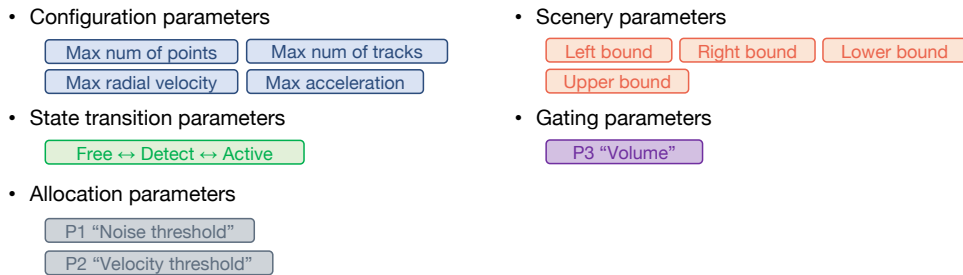 • Configuration parameters
Max num of points
Max num of tracks
Max radial velocity
Max acceleration
• State transition parameters
Free ↔ Detect ↔ Active
• Allocation parameters
P1 “Noise threshold”
P2 “Velocity threshold”
• Scenery parameters
Left bound
Right bound
Lower bound
Upper bound
• Gating parameters
P3 “Volume”